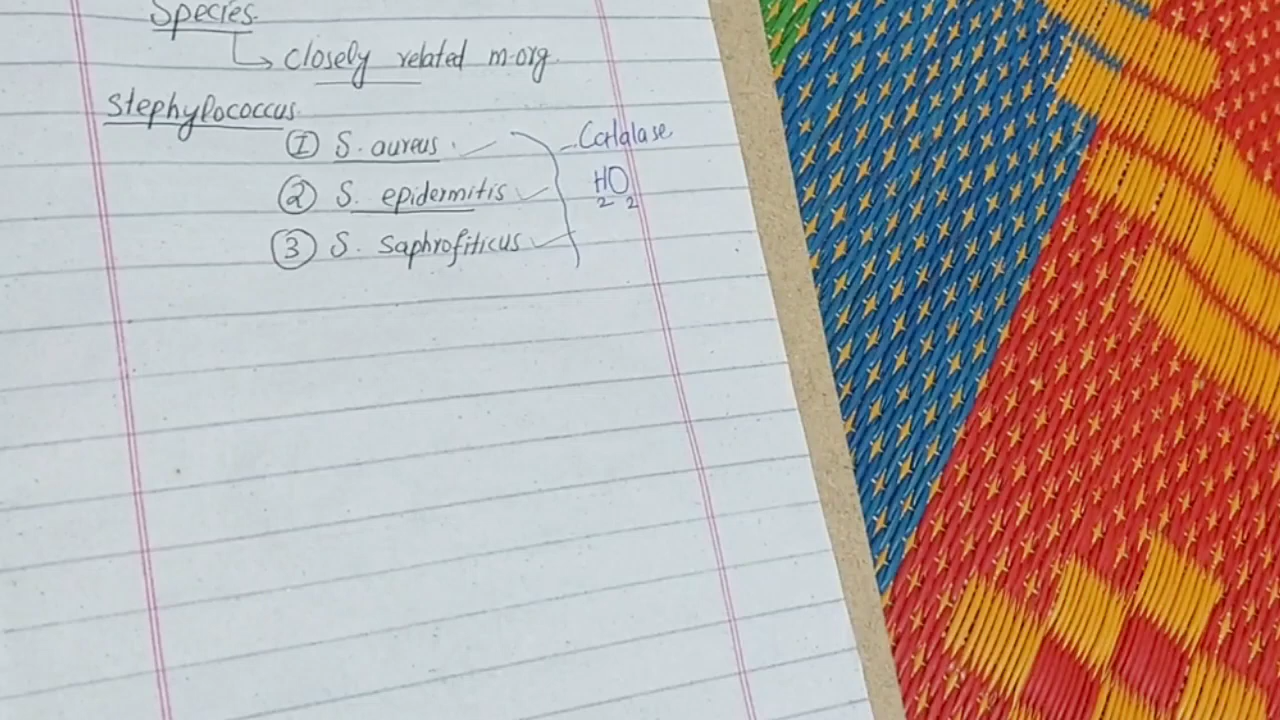 Species.
↳ closely related m.org.
Stephylococcus.
① S. aureus. ✓
② S. epidermitis ✓
③ S. saphrofiticus ✓
Catalase
H2O2